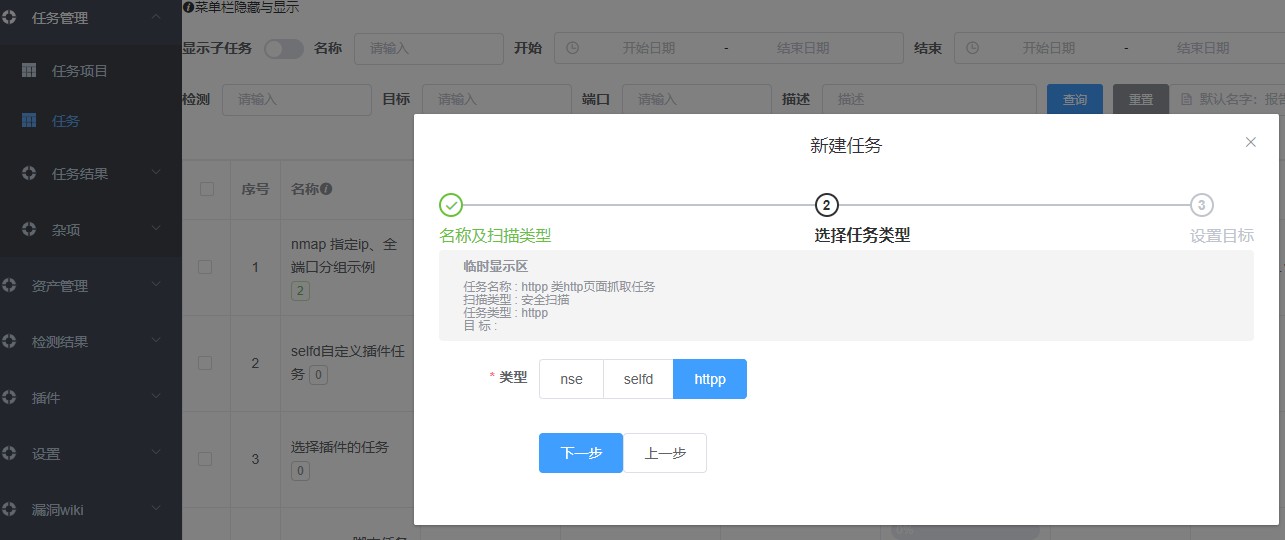 任务管理
任务项目
任务
任务结果
杂项
资产管理
检测结果
插件
设置
漏洞wiki
菜单栏隐藏与显示
显示子任务 名称 请输入 开始 开始日期 - 结束日期 结束 开始日期 - 结束日期
检测 请输入 目标 请输入 端口 请输入 描述 描述 查询 重置 默认名字：报告
序号 名称
1 nmap 指定ip、全
端口分组示例
2
2 selfd自定义插件任
务 0
3 选择插件的任务
0
新建任务
2 3
名称及扫描类型 选择任务类型 设置目标
临时显示区
任务名称 : httpp 类http页面抓取任务
扫描类型 : 安全扫描
任务类型 : httpp
目 标 :
* 类型 nse selfd httpp
下一步 上一步